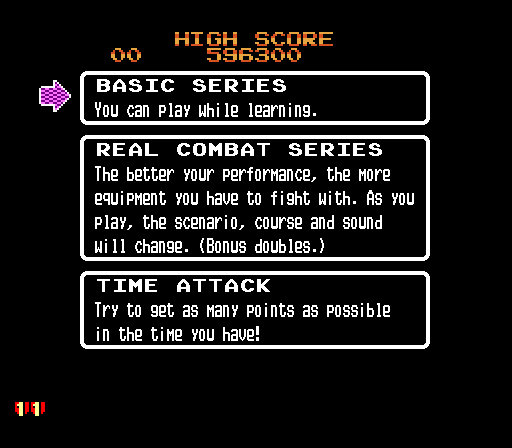 HIGH SCORE
00 596300
BASIC SERIES
You can play while learning.
REAL COMBAT SERIES
The better your performance, the more
equipment you have to fight with. As you
play, the scenario, course and sound
will change. (Bonus doubles.)
TIME ATTACK
Try to get as many points as possible
in the time you have!